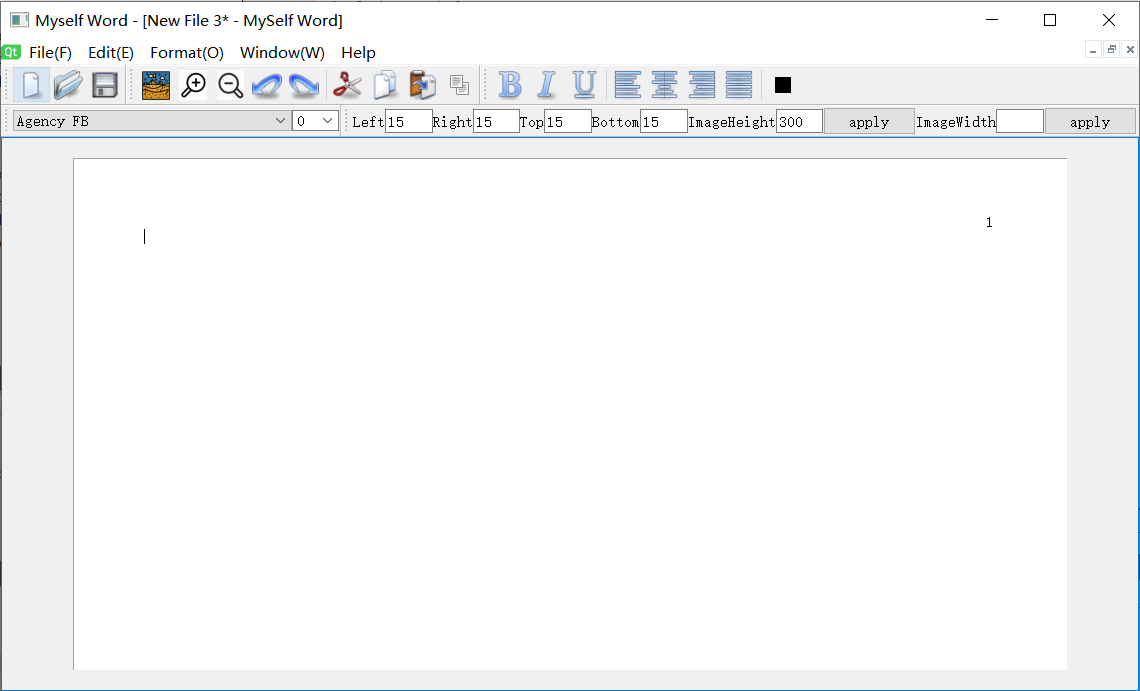 Myself Word - [New File 3* - MySelf Word]
Qt File(F) Edit(E) Format(O) Window(W) Help
B I U
Agency FB 0 Left 15 Right 15 Top 15 Bottom 15 ImageHeight 300 apply ImageWidth apply
1